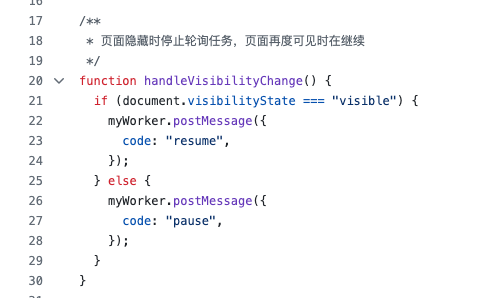 17 /**
18  * 页面隐藏时停止轮询任务，页面再度可见时在继续
19  */
20 function handleVisibilityChange() {
21   if (document.visibilityState === "visible") {
22     myWorker.postMessage({
23       code: "resume",
24     });
25   } else {
26     myWorker.postMessage({
27       code: "pause",
28     });
29   }
30 }